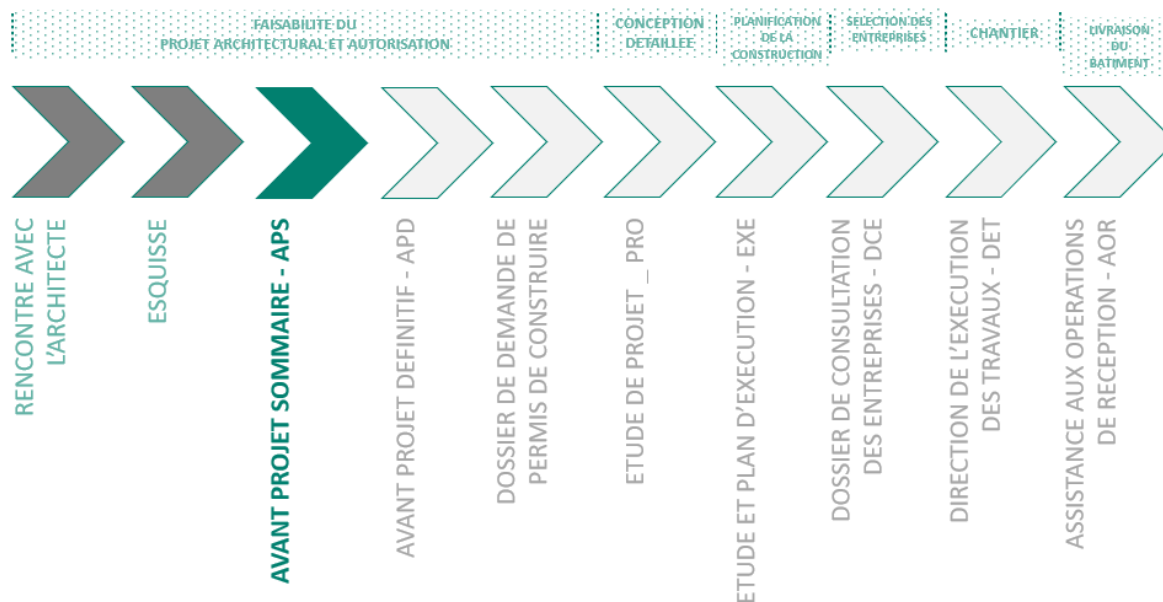 FAISABILITE DU
PROJET ARCHITECTURAL ET AUTORISATION
CONCEPTION
DETAILLEE
PLANIFICATION
DE LA
CONSTRUCTION
SELECTION DES
ENTREPRISES
CHANTIER
LIVRAISON
DU
BATIMENT
RENCONTRE AVEC
L'ARCHITECTE
ESQUISSE
AVANT PROJET SOMMAIRE - APS
AVANT PROJET DEFINITIF - APD
DOSSIER DE DEMANDE DE
PERMIS DE CONSTRUIRE
ETUDE DE PROJET _ PRO
ETUDE ET PLAN D'EXECUTION - EXE
DOSSIER DE CONSULTATION
DES ENTREPRISES - DCE
DIRECTION DE L'EXECUTION
DES TRAVAUX - DET
ASSISTANCE AUX OPERATIONS
DE RECEPTION - AOR